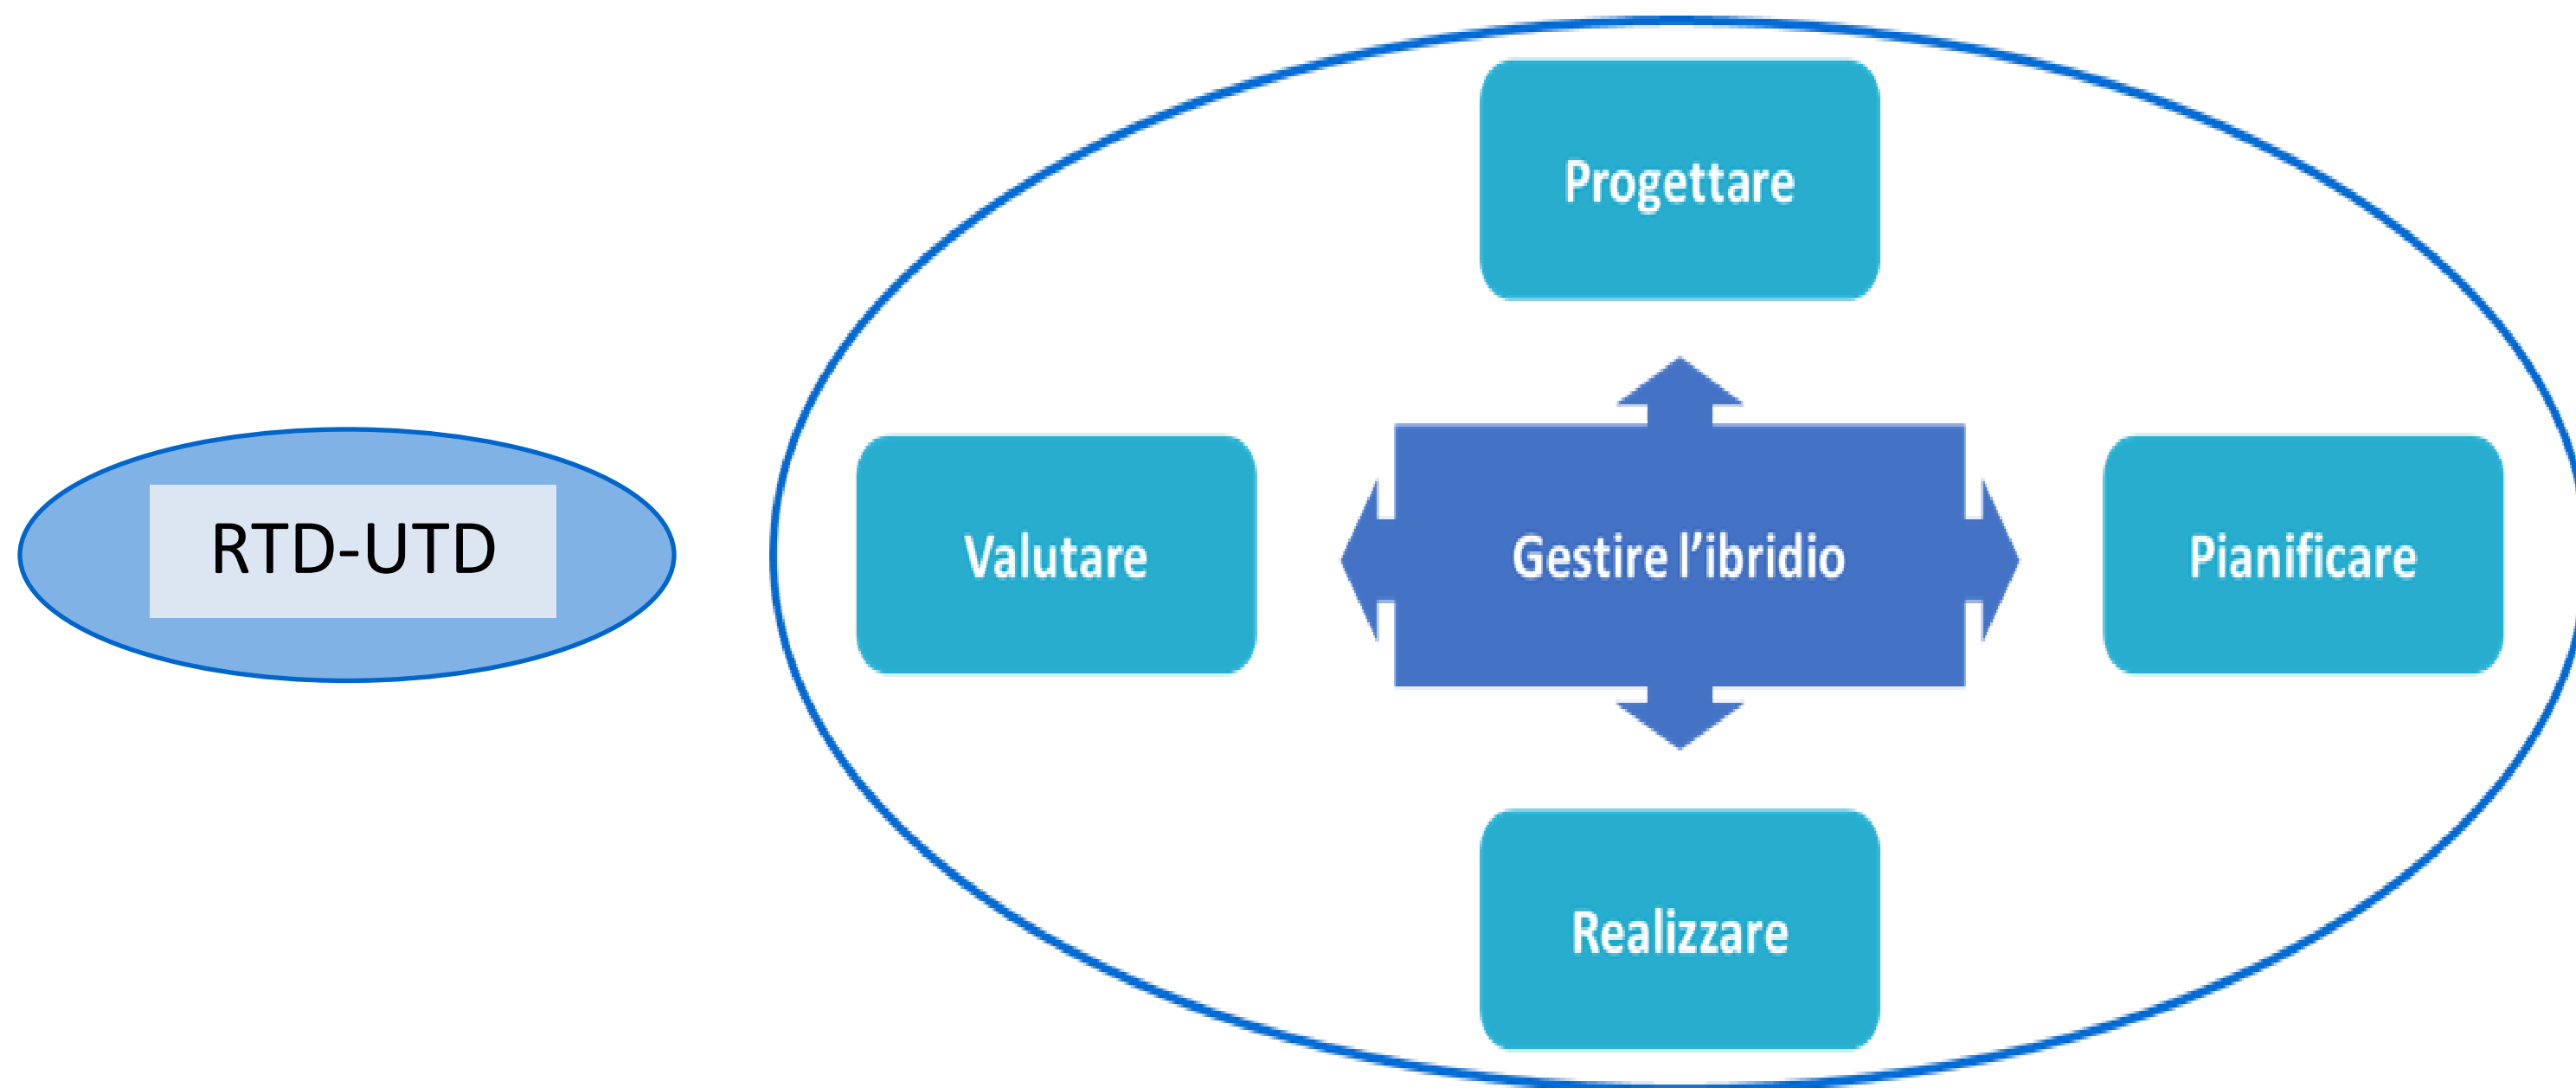 Progettare
RTD-UTD
Valutare
Gestire l’ibridio
Pianificare
Realizzare